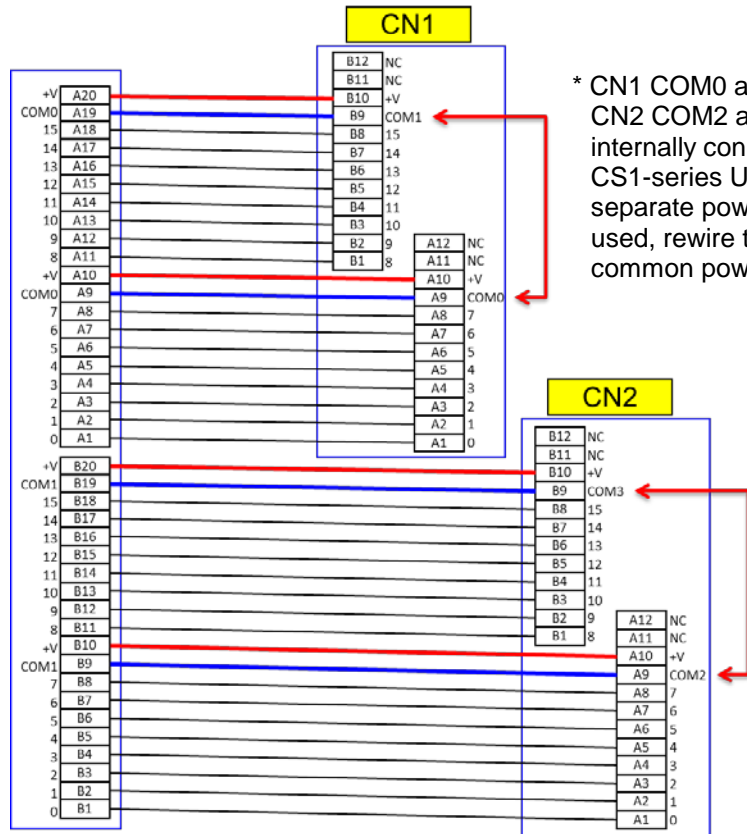 CN1
+V A20
COM0 A19
15 A18
14 A17
13 A16
12 A15
11 A14
10 A13
9 A12
8 A11
+V A10
COM0 A9
7 A8
6 A7
5 A6
4 A5
3 A4
2 A3
1 A2
0 A1
B12 NC
B11 NC
B10 +V
B9 COM1
B8 15
B7 14
B6 13
B5 12
B4 11
B3 10
B2 9
B1 8
A12 NC
A11 NC
A10 +V
A9 COM0
A8 7
A7 6
A6 5
A5 4
A4 3
A3 2
A2 1
A1 0
* CN1 COM0 a
CN2 COM2 a
internally con
CS1-series U
separate pow
used, rewire t
common pow
CN2
+V B20
COM1 B19
15 B18
14 B17
13 B16
12 B15
11 B14
10 B13
9 B12
8 B11
+V B10
COM1 B9
7 B8
6 B7
5 B6
4 B5
3 B4
2 B3
1 B2
0 B1
B12 NC
B11 NC
B10 +V
B9 COM3
B8 15
B7 14
B6 13
B5 12
B4 11
B3 10
B2 9
B1 8
A12 NC
A11 NC
A10 +V
A9 COM2
A8 7
A7 6
A6 5
A5 4
A4 3
A3 2
A2 1
A1 0